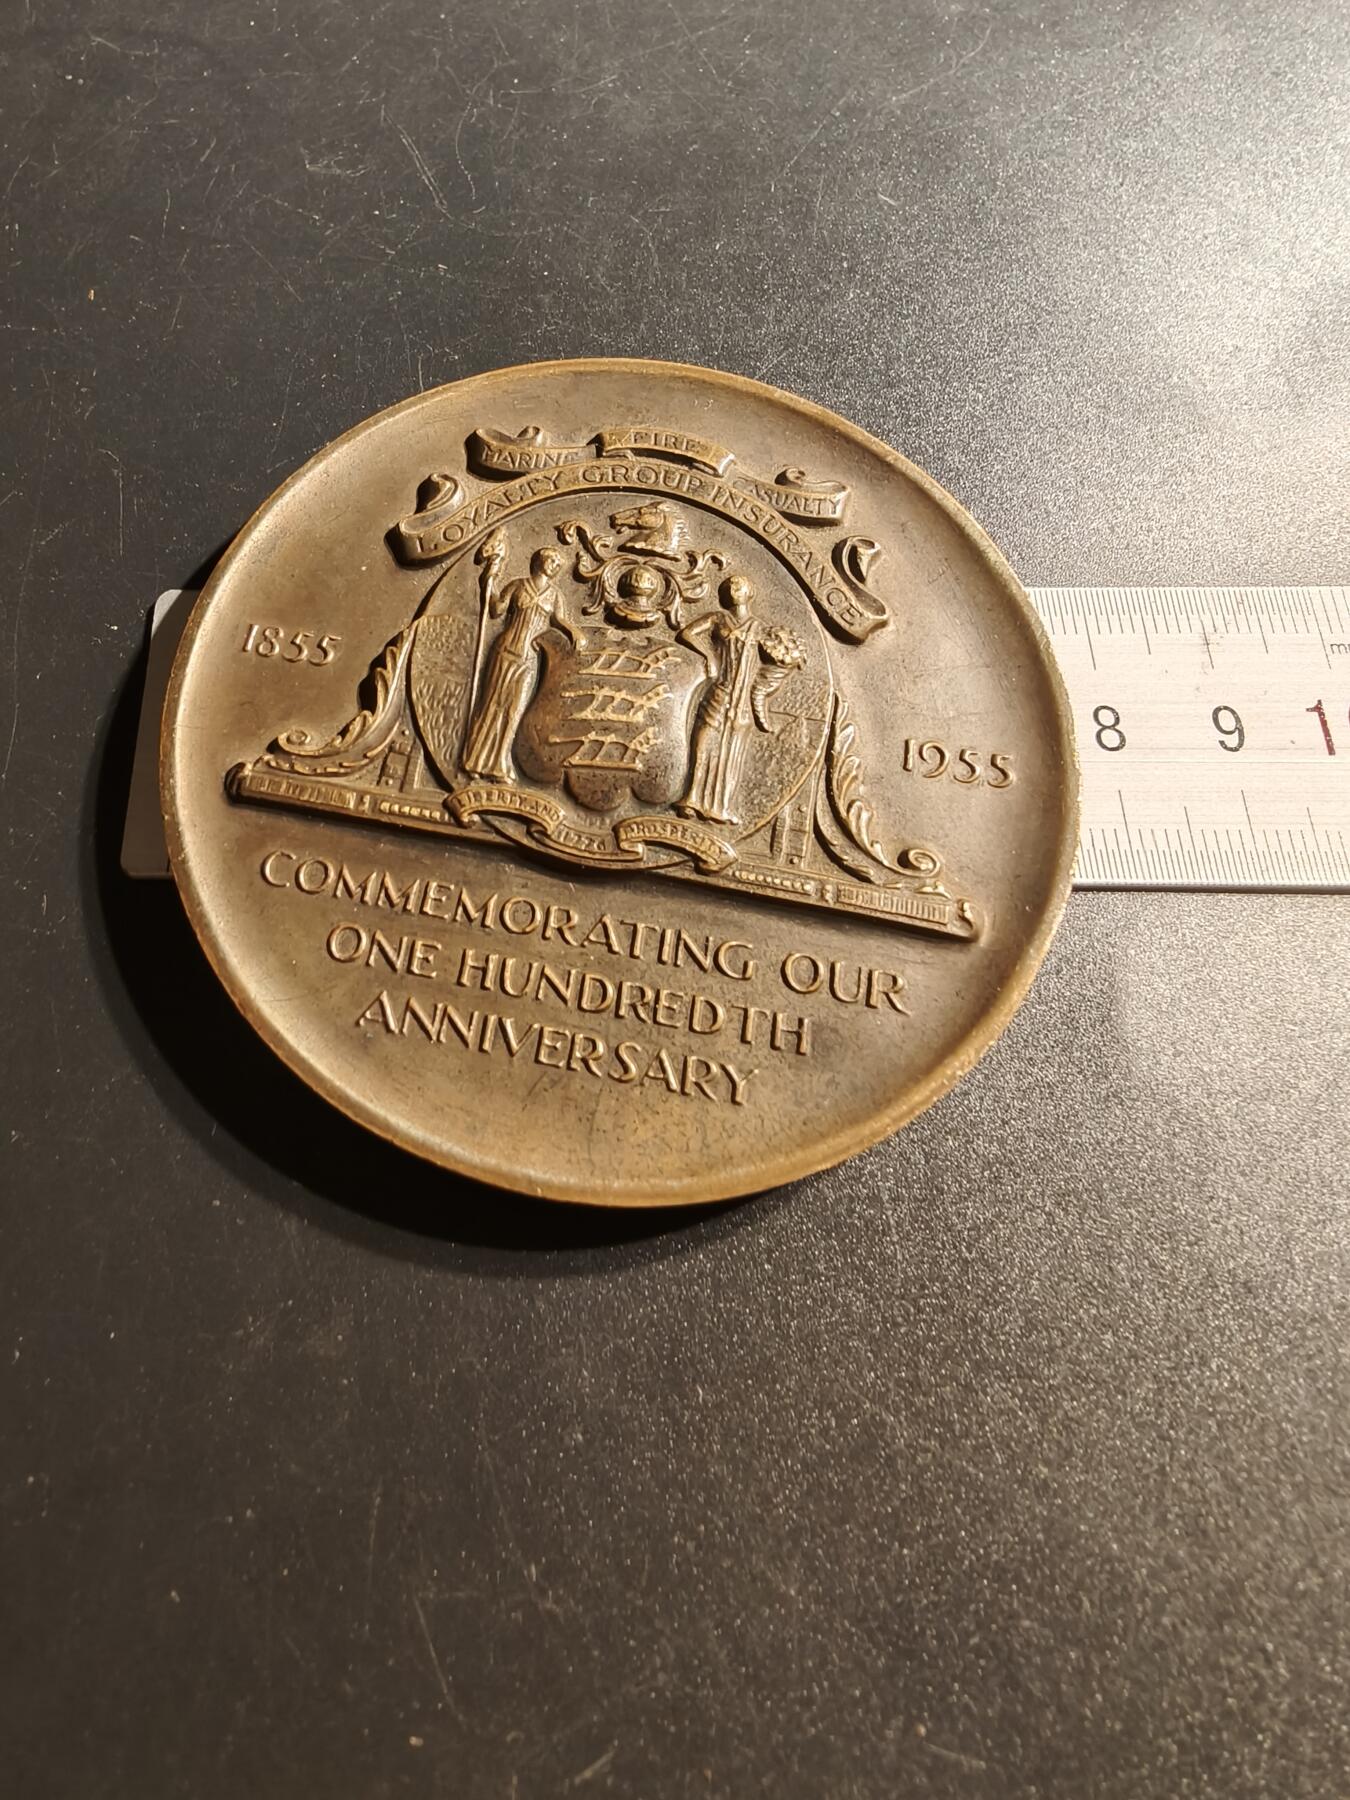 FIRE
MARINE CASUALTY
LOYALTY GROUP INSURANCE
1855 1955
LIBERTY AND PROSPERITY
1776
COMMEMORATING OUR
ONE HUNDREDTH
ANNIVERSARY
8 9 1